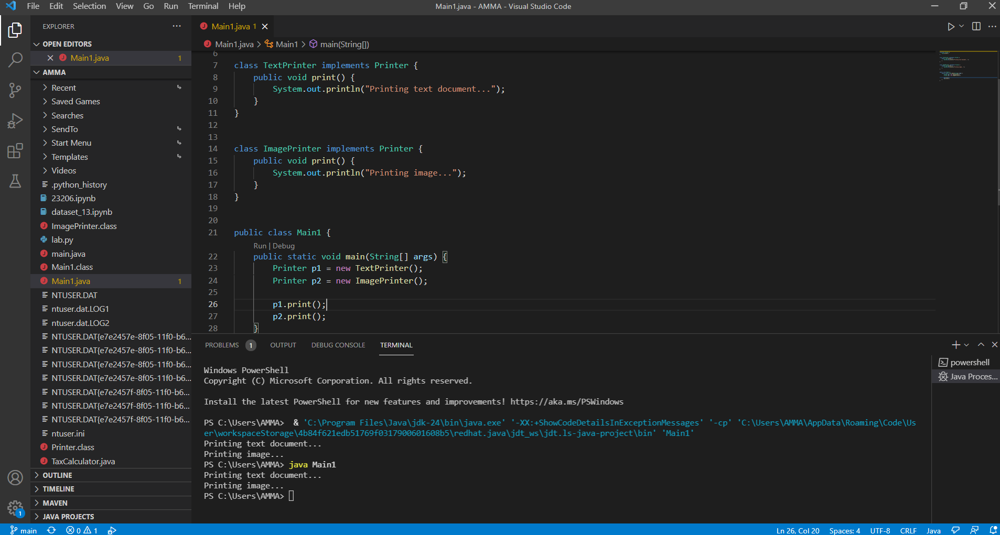 File Edit Selection View Go Run Terminal Help
Main1.java - AMMA - Visual Studio Code
EXPLORER
OPEN EDITORS
Main1.java 1
AMMA
Recent
Saved Games
Searches
SendTo
Start Menu
Templates
Videos
.python_history
23206.ipynb
dataset_13.ipynb
ImagePrinter.class
lab.py
main.java
Main1.class
Main1.java 1
NTUSER.DAT
ntuser.dat.LOG1
ntuser.dat.LOG2
NTUSER.DAT{e7e2457e-8f05-11f0-b6...
NTUSER.DAT{e7e2457e-8f05-11f0-b6...
NTUSER.DAT{e7e2457e-8f05-11f0-b6...
NTUSER.DAT{e7e2457e-8f05-11f0-b6...
NTUSER.DAT{e7e2457f-8f05-11f0-b6...
NTUSER.DAT{e7e2457f-8f05-11f0-b6...
NTUSER.DAT{e7e2457f-8f05-11f0-b6...
ntuser.ini
Printer.class
TaxCalculator.java
OUTLINE
TIMELINE
MAVEN
JAVA PROJECTS
1
Main1.java 1
Main1.java > Main1 > main(String[])
6
7 class TextPrinter implements Printer {
8 public void print() {
9 System.out.println("Printing text document...");
10 }
11 }
12
13
14 class ImagePrinter implements Printer {
15 public void print() {
16 System.out.println("Printing image...");
17 }
18 }
19
20
21 public class Main1 {
Run | Debug
22 public static void main(String[] args) {
23 Printer p1 = new TextPrinter();
24 Printer p2 = new ImagePrinter();
25
26 p1.print();
27 p2.print();
28 }
PROBLEMS 1 OUTPUT DEBUG CONSOLE TERMINAL
Windows PowerShell
Copyright (C) Microsoft Corporation. All rights reserved.
Install the latest PowerShell for new features and improvements! https://aka.ms/PSWindows
PS C:\Users\AMMA>  & 'C:\Program Files\Java\jdk-24\bin\java.exe' '-XX:+ShowCodeDetailsInExceptionMessages' '-cp' 'C:\Users\AMMA\AppData\Roaming\Code\Us
er\workspaceStorage\4b84f621edb51769f0317900601608b5\redhat.java\jdt_ws\jdt.ls-java-project\bin' 'Main1'
Printing text document...
Printing image...
PS C:\Users\AMMA> java Main1
Printing text document...
Printing image...
PS C:\Users\AMMA>
powershell
Java Proces...
main 0 1
Ln 26, Col 20 Spaces: 4 UTF-8 CRLF Java